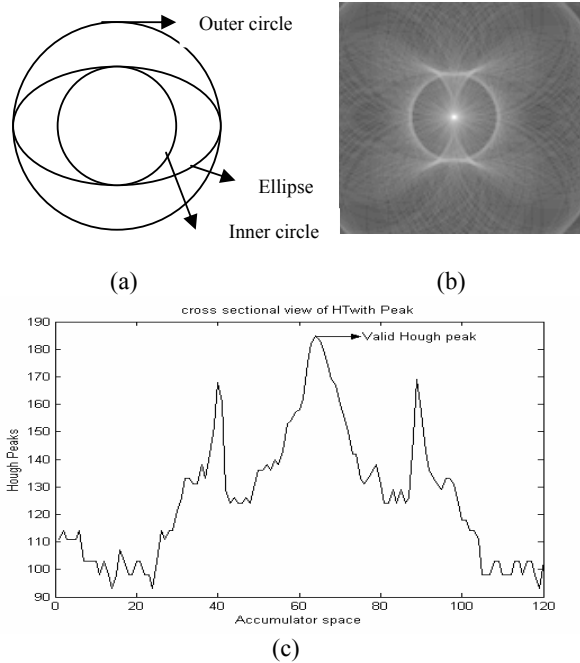 Outer circle
Ellipse
Inner circle
(a)
(b)
cross sectional view of HTwith Peak
190
180
170
160
150
140
130
120
110
100
90
Hough Peaks
Valid Hough peak
0
20
40
60
80
100
120
Accumulator space
(c)